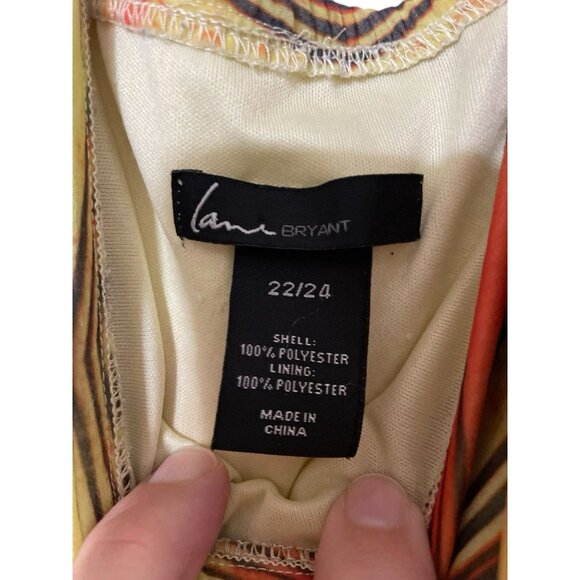 lane BRYANT
22/24
SHELL:
100% POLYESTER
LINING:
100% POLYESTER
MADE IN
CHINA